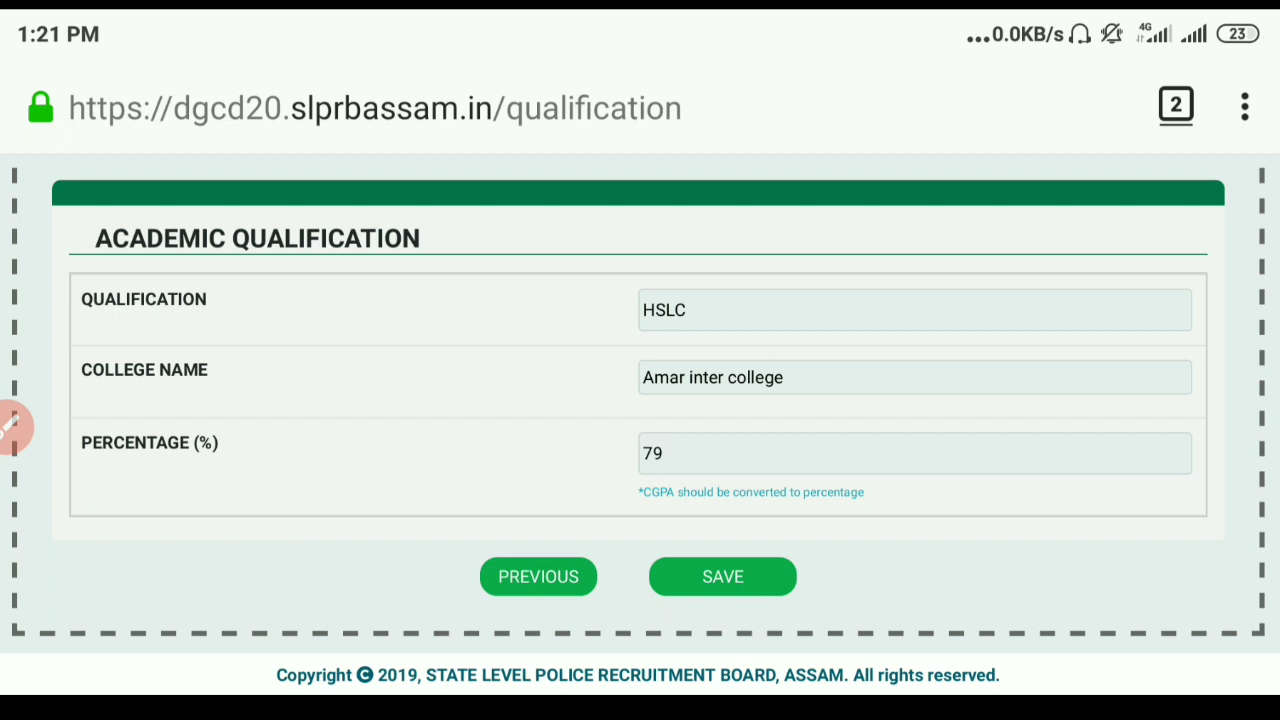 1:21 PM ...0.0KB/s 4G 23
https://dgcd20.slprbassam.in/qualification 2
ACADEMIC QUALIFICATION
QUALIFICATION HSLC
COLLEGE NAME Amar inter college
PERCENTAGE (%) 79
*CGPA should be converted to percentage
PREVIOUS SAVE
Copyright © 2019, STATE LEVEL POLICE RECRUITMENT BOARD, ASSAM. All rights reserved.